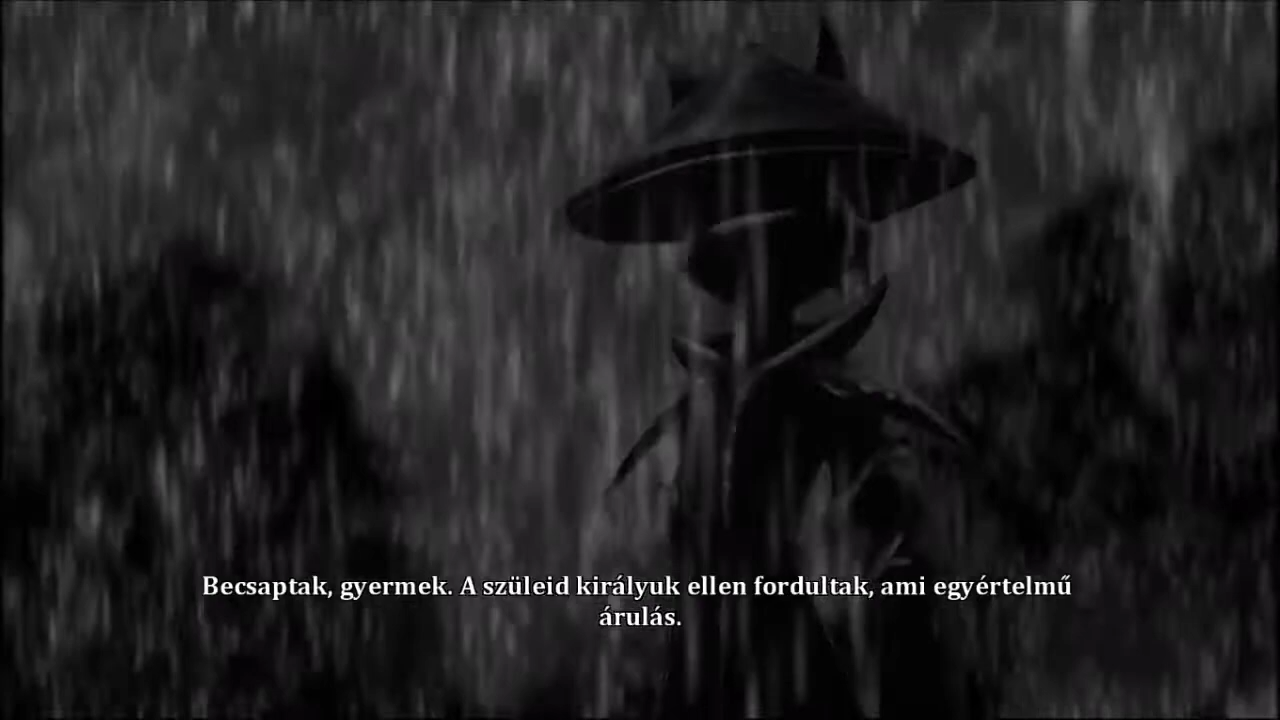 Becsaptak, gyermek. A szüleid királyuk ellen fordultak, ami egyértelmű
árulás.